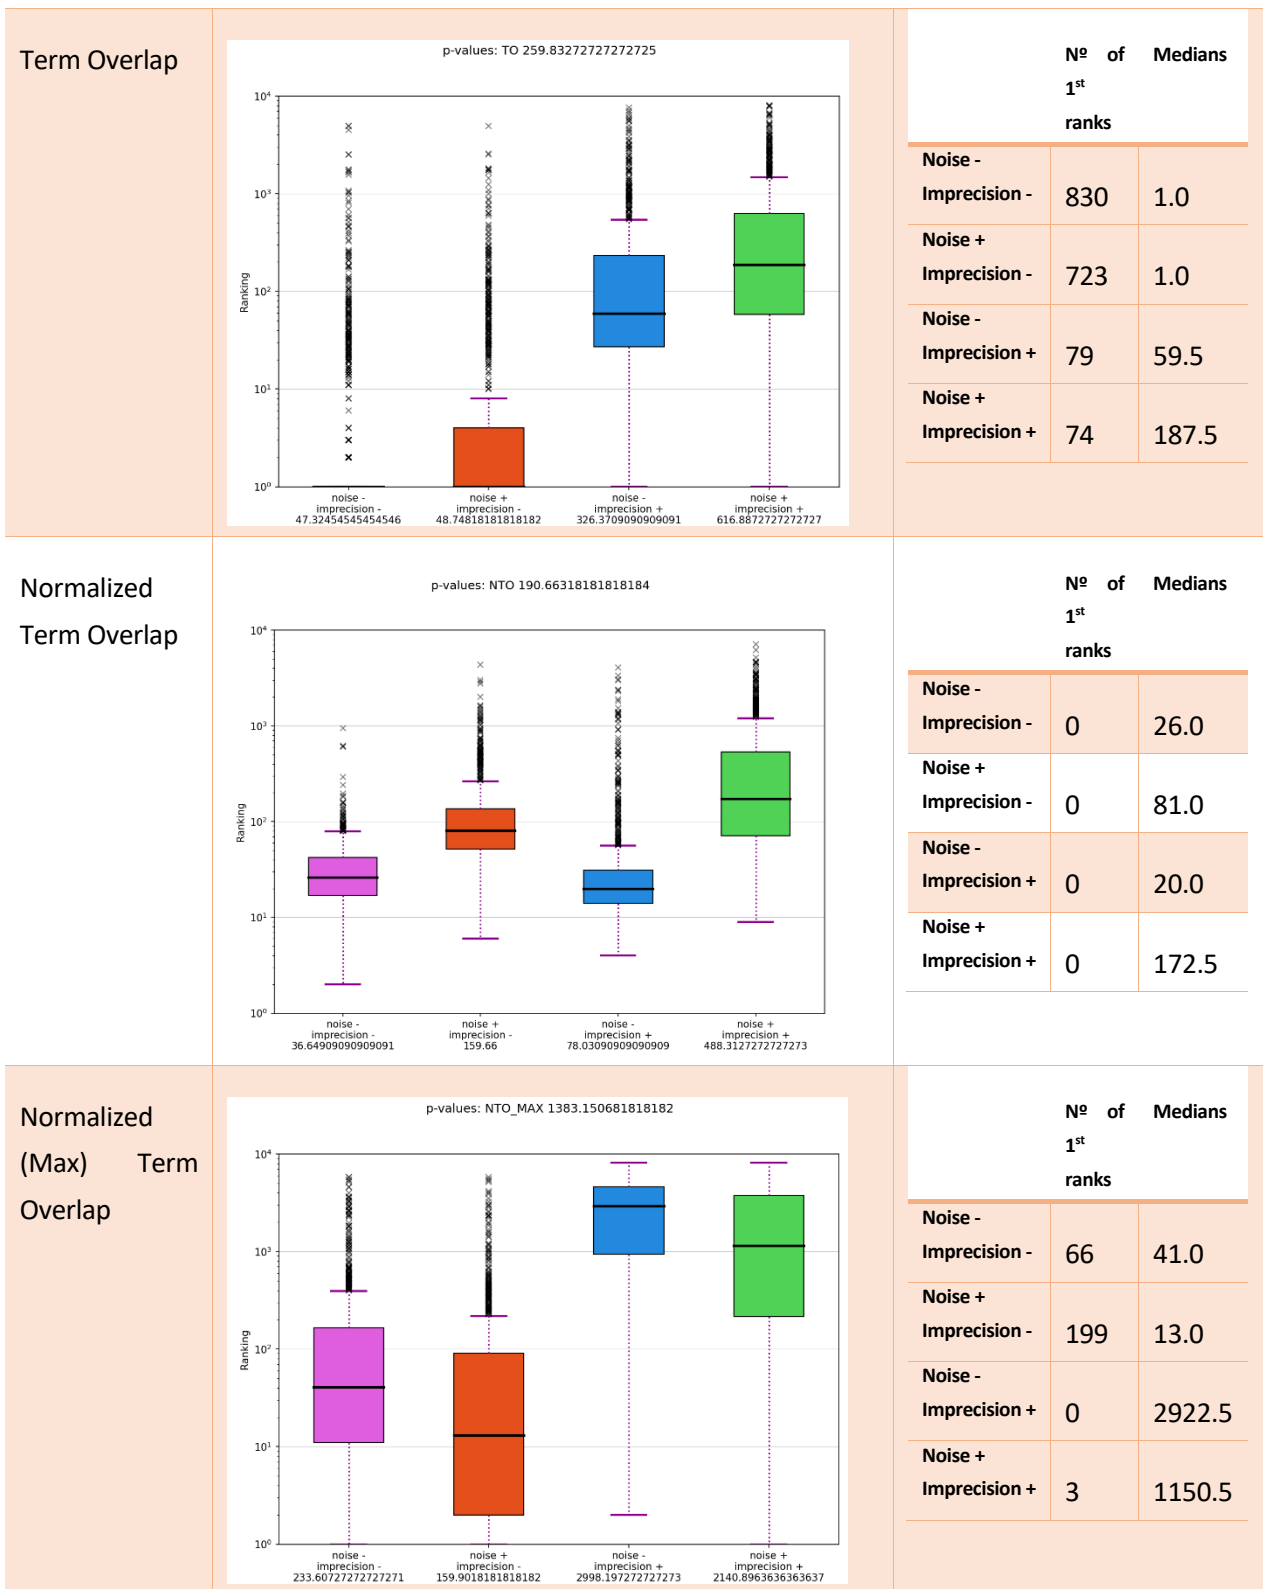 Term Overlap
p-values: TO 259.83272727272725
10⁴
10³
10²
10¹
10⁰
Ranking
noise -
imprecision -
47.32454545454546
noise +
imprecision -
48.74818181818182
noise -
imprecision +
326.3709090909091
noise +
imprecision +
616.8872727272727
Nº of
1st
ranks
Medians
Noise -
Imprecision - 830 1.0
Noise +
Imprecision - 723 1.0
Noise -
Imprecision + 79 59.5
Noise +
Imprecision + 74 187.5
Normalized
Term Overlap
p-values: NTO 190.66318181818184
10⁴
10³
10²
10¹
10⁰
Ranking
noise -
imprecision -
36.64909090909091
noise +
imprecision -
159.66
noise -
imprecision +
78.03090909090909
noise +
imprecision +
488.3127272727273
Nº of
1st
ranks
Medians
Noise -
Imprecision - 0 26.0
Noise +
Imprecision - 0 81.0
Noise -
Imprecision + 0 20.0
Noise +
Imprecision + 0 172.5
Normalized
(Max) Term
Overlap
p-values: NTO_MAX 1383.150681818182
10⁴
10³
10²
10¹
10⁰
Ranking
noise -
imprecision -
233.60727272727271
noise +
imprecision -
159.9018181818182
noise -
imprecision +
2998.197272727273
noise +
imprecision +
2140.8963636363637
Nº of
1st
ranks
Medians
Noise -
Imprecision - 66 41.0
Noise +
Imprecision - 199 13.0
Noise -
Imprecision + 0 2922.5
Noise +
Imprecision + 3 1150.5